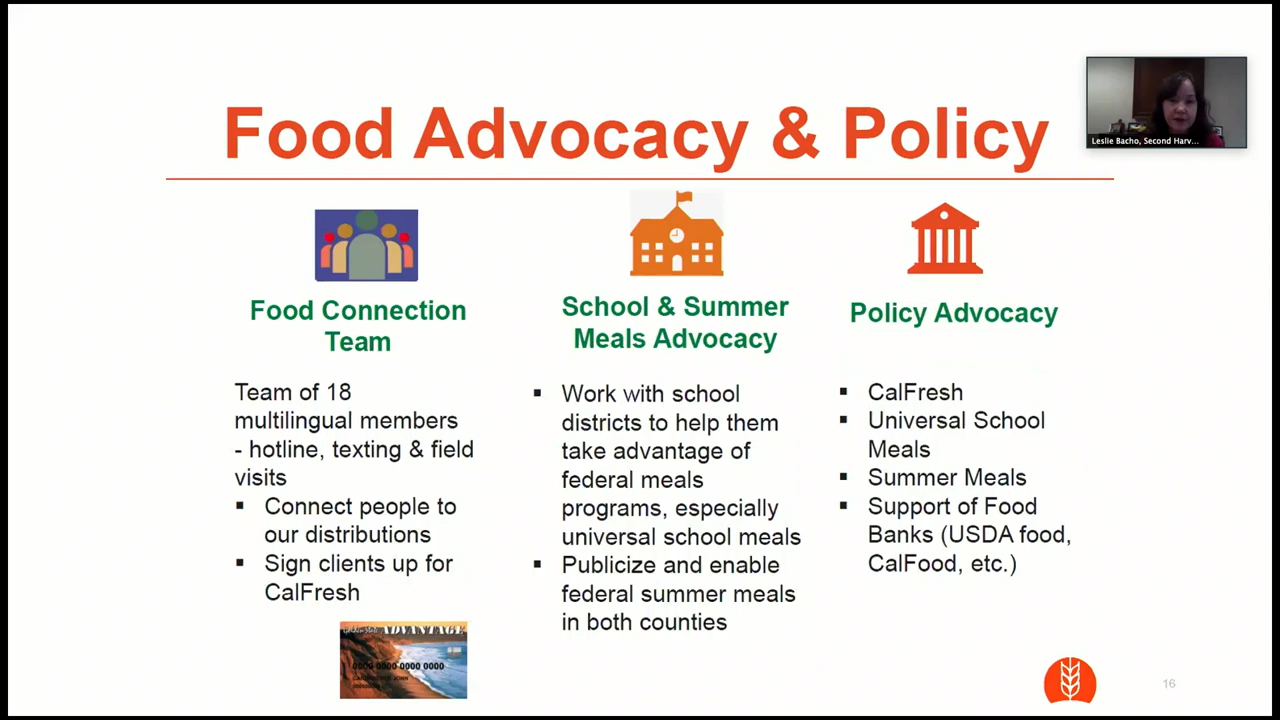 Food Advocacy & Policy
Leslie Bacho, Second Harv...
Food Connection
Team
Team of 18
multilingual members
- hotline, texting & field
visits
▪ Connect people to
our distributions
▪ Sign clients up for
CalFresh
0000 0000 0000 0000
School & Summer
Meals Advocacy
▪ Work with school
districts to help them
take advantage of
federal meals
programs, especially
universal school meals
▪ Publicize and enable
federal summer meals
in both counties
Policy Advocacy
▪ CalFresh
▪ Universal School
Meals
▪ Summer Meals
▪ Support of Food
Banks (USDA food,
CalFood, etc.)
16